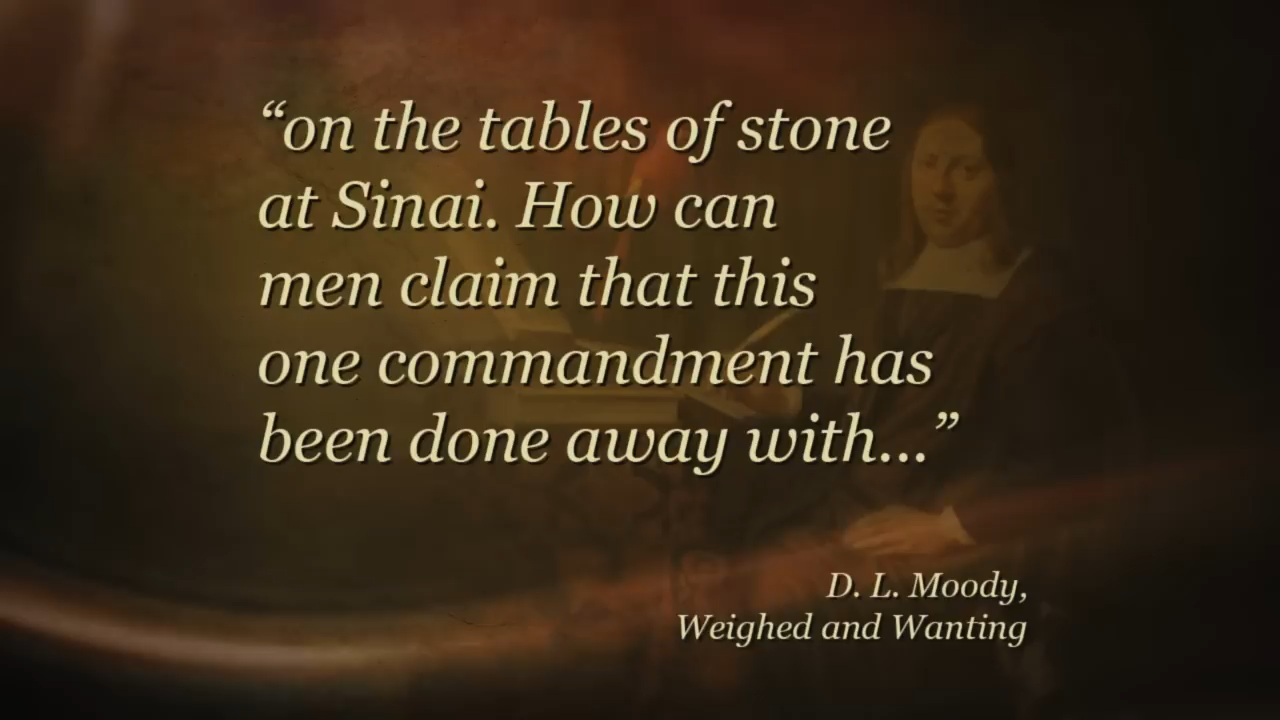 “on the tables of stone
at Sinai. How can
men claim that this
one commandment has
been done away with...”
D. L. Moody,
Weighed and Wanting